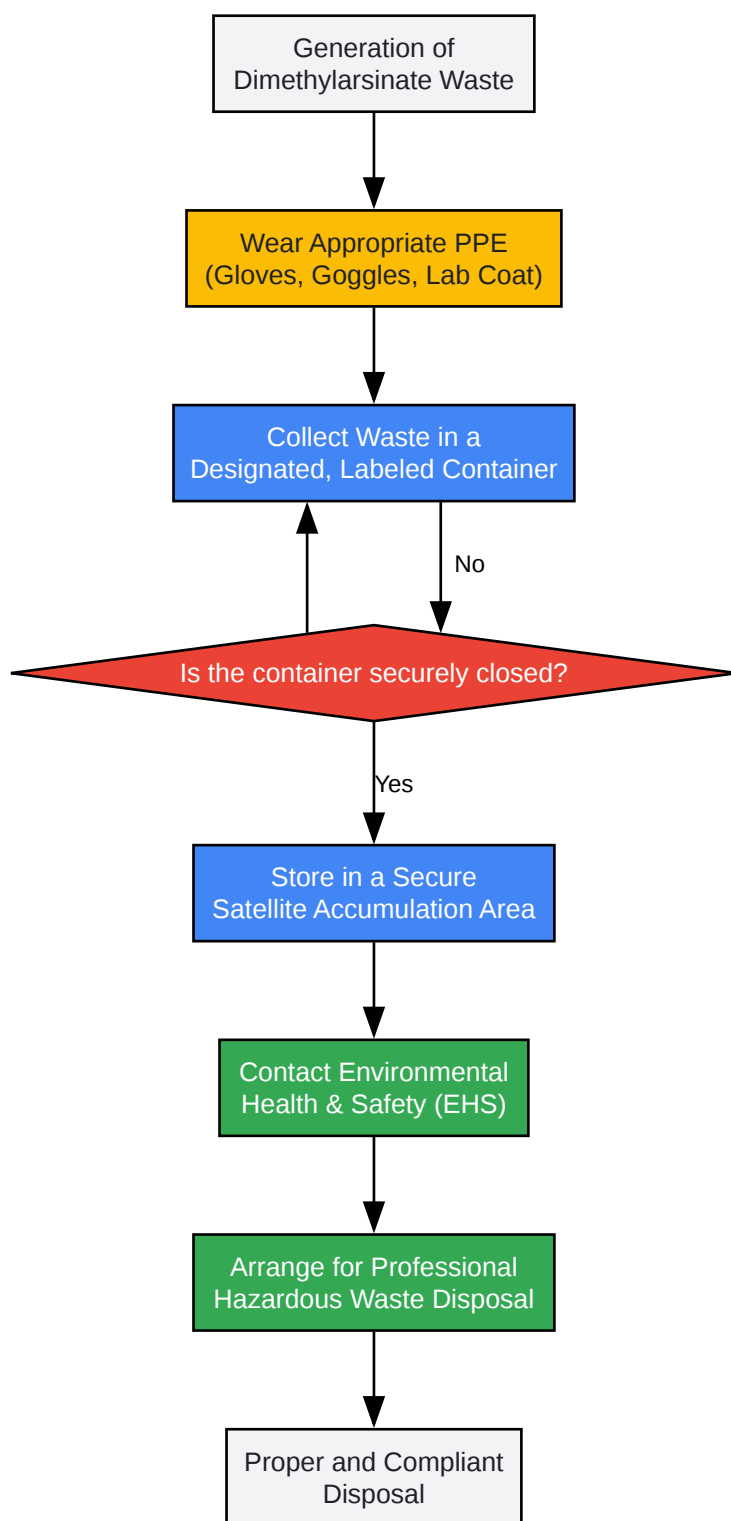 Generation of
Dimethylarsinate Waste
Wear Appropriate PPE
(Gloves, Goggles, Lab Coat)
Collect Waste in a
Designated, Labeled Container
No
Is the container securely closed?
Yes
Store in a Secure
Satellite Accumulation Area
Contact Environmental
Health & Safety (EHS)
Arrange for Professional
Hazardous Waste Disposal
Proper and Compliant
Disposal